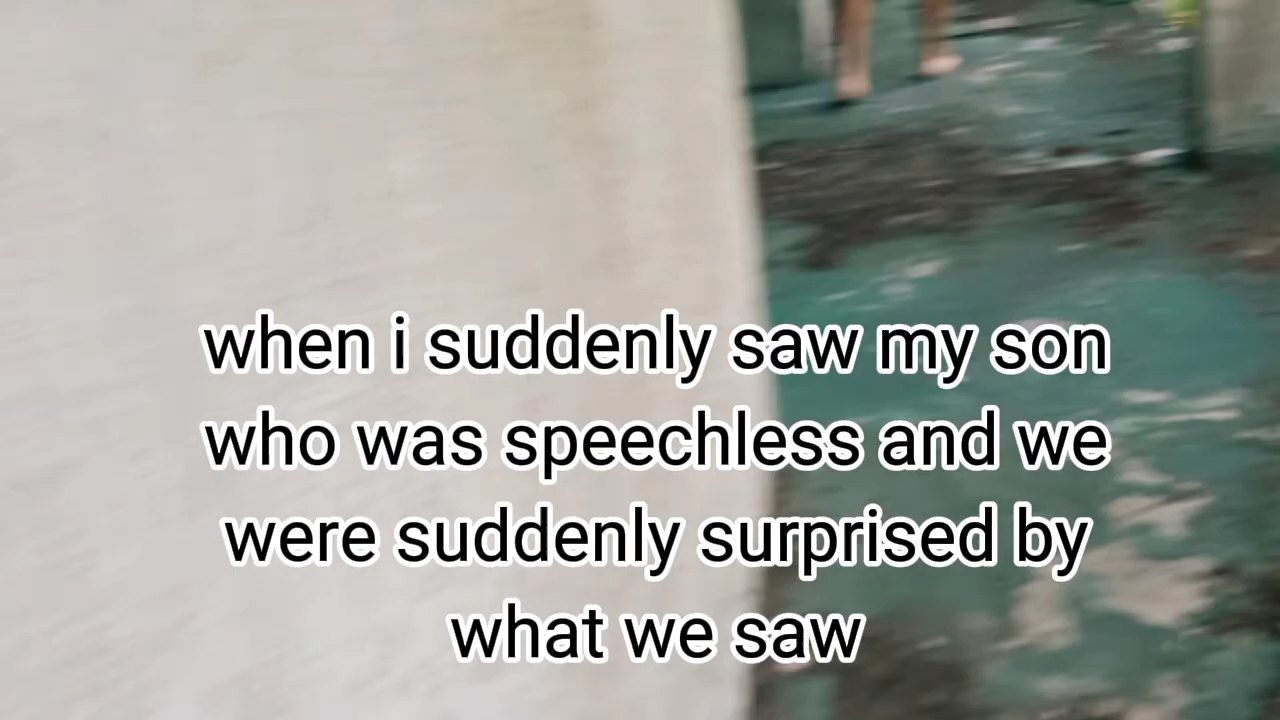 when i suddenly saw my son
who was speechless and we
were suddenly surprised by
what we saw